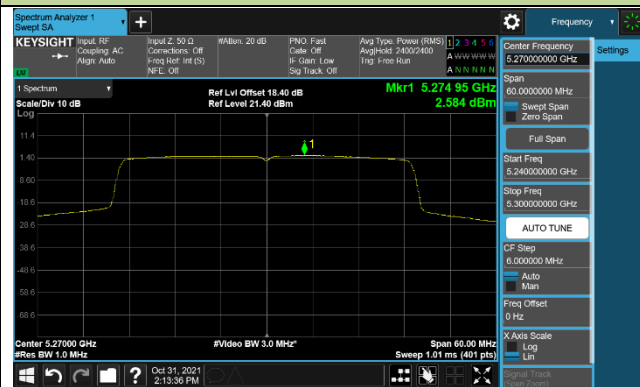 Spectrum Analyzer 1
Swept SA
Frequency
KEYSIGHT
Input: RF
Coupling: AC
Align: Auto
Input Z: 50 Ω
Corrections: Off
Freq Ref: Int (S)
NFE: Off
#Atten: 20 dB
PNO: Fast
Gate: Off
IF Gain: Low
Sig Track: Off
Avg Type: Power (RMS)
Avg|Hold: 2400/2400
Trig: Free Run
1 2 3 4 5 6
A W W W W W
A N N N N N
1 Spectrum
Scale/Div 10 dB
Log
Ref Lvl Offset 18.40 dB
Ref Level 21.40 dBm
Mkr1 5.274 95 GHz
2.584 dBm
1
11.4
1.40
-8.60
-18.6
-28.6
-38.6
-48.6
-58.6
-68.6
Center 5.27000 GHz
#Res BW 1.0 MHz
#Video BW 3.0 MHz*
Span 60.00 MHz
Sweep 1.01 ms (401 pts)
Oct 31, 2021
2:13:36 PM
Center Frequency
5.270000000 GHz
Settings
Span
60.0000000 MHz
Swept Span
Zero Span
Full Span
Start Freq
5.240000000 GHz
Stop Freq
5.300000000 GHz
AUTO TUNE
CF Step
6.000000 MHz
Auto
Man
Freq Offset
0 Hz
X Axis Scale
Log
Lin
Signal Track
(Span Zoom)